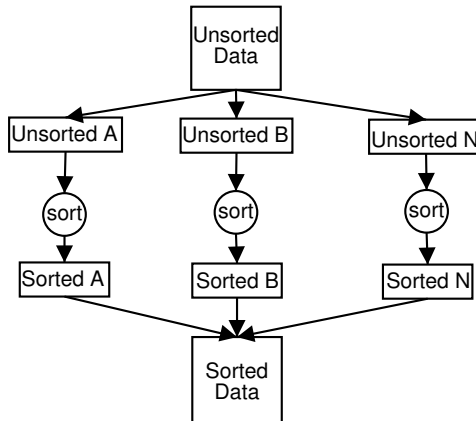 Unsorted
Data
Unsorted A
Unsorted B
Unsorted N
sort
sort
sort
Sorted A
Sorted B
Sorted N
Sorted
Data